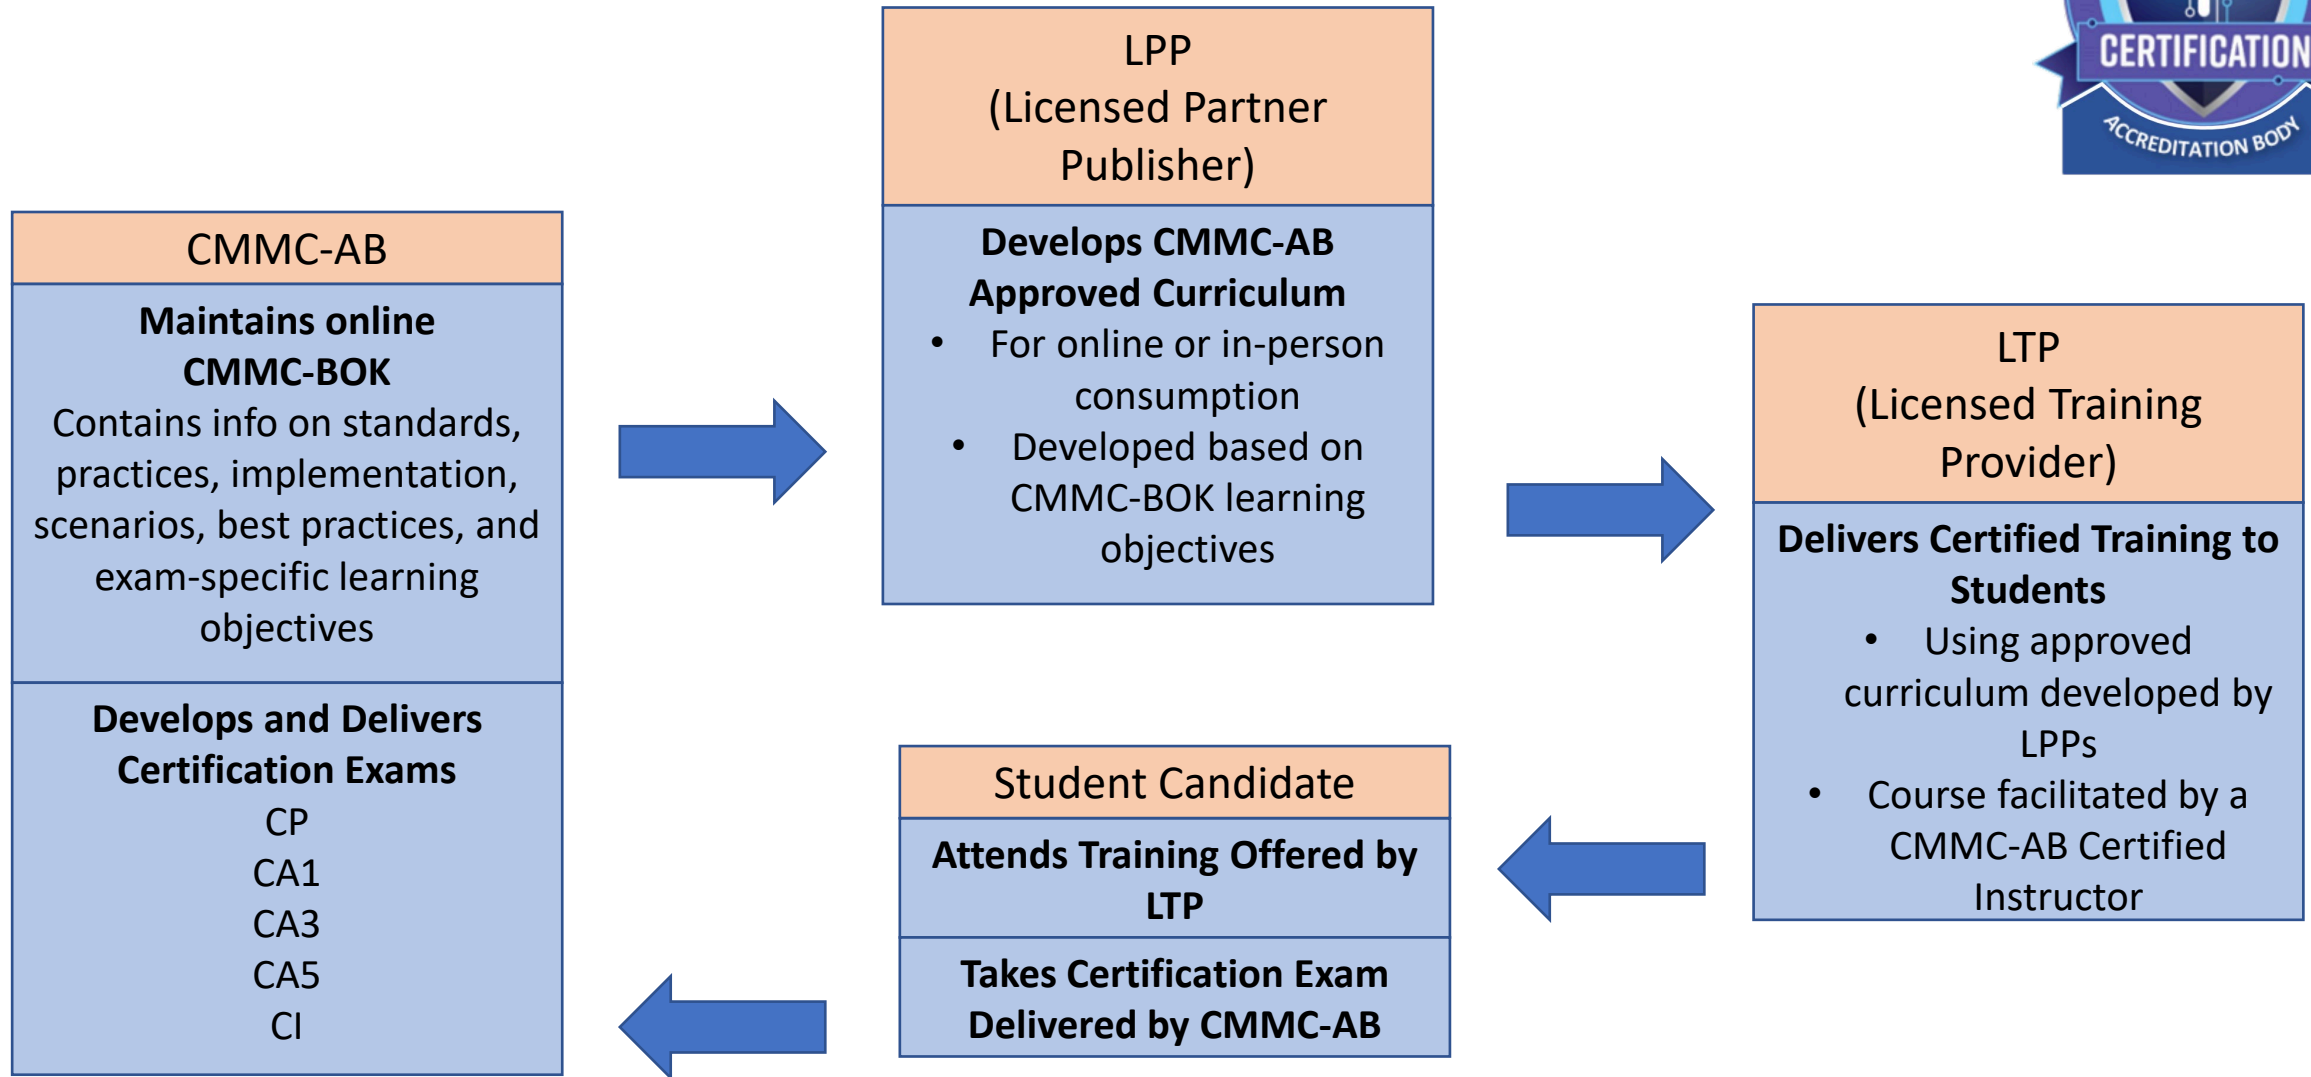 CMMC-AB
Maintains online
CMMC-BOK
Contains info on standards,
practices, implementation,
scenarios, best practices, and
exam-specific learning
objectives
Develops and Delivers
Certification Exams
CP
CA1
CA3
CA5
CI
LPP
(Licensed Partner
Publisher)
Develops CMMC-AB
Approved Curriculum
• For online or in-person
consumption
• Developed based on
CMMC-BOK learning
objectives
Student Candidate
Attends Training Offered by
LTP
Takes Certification Exam
Delivered by CMMC-AB
CERTIFICATION
ACCREDITATION BODY
LTP
(Licensed Training
Provider)
Delivers Certified Training to
Students
• Using approved
curriculum developed by
LPPs
• Course facilitated by a
CMMC-AB Certified
Instructor